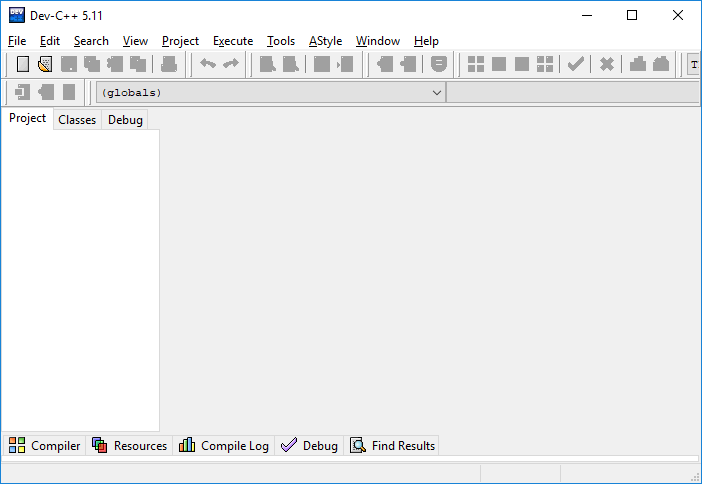 Dev-C++ 5.11
File Edit Search View Project Execute Tools AStyle Window Help
T
(globals)
Project Classes Debug
Compiler Resources Compile Log Debug Find Results